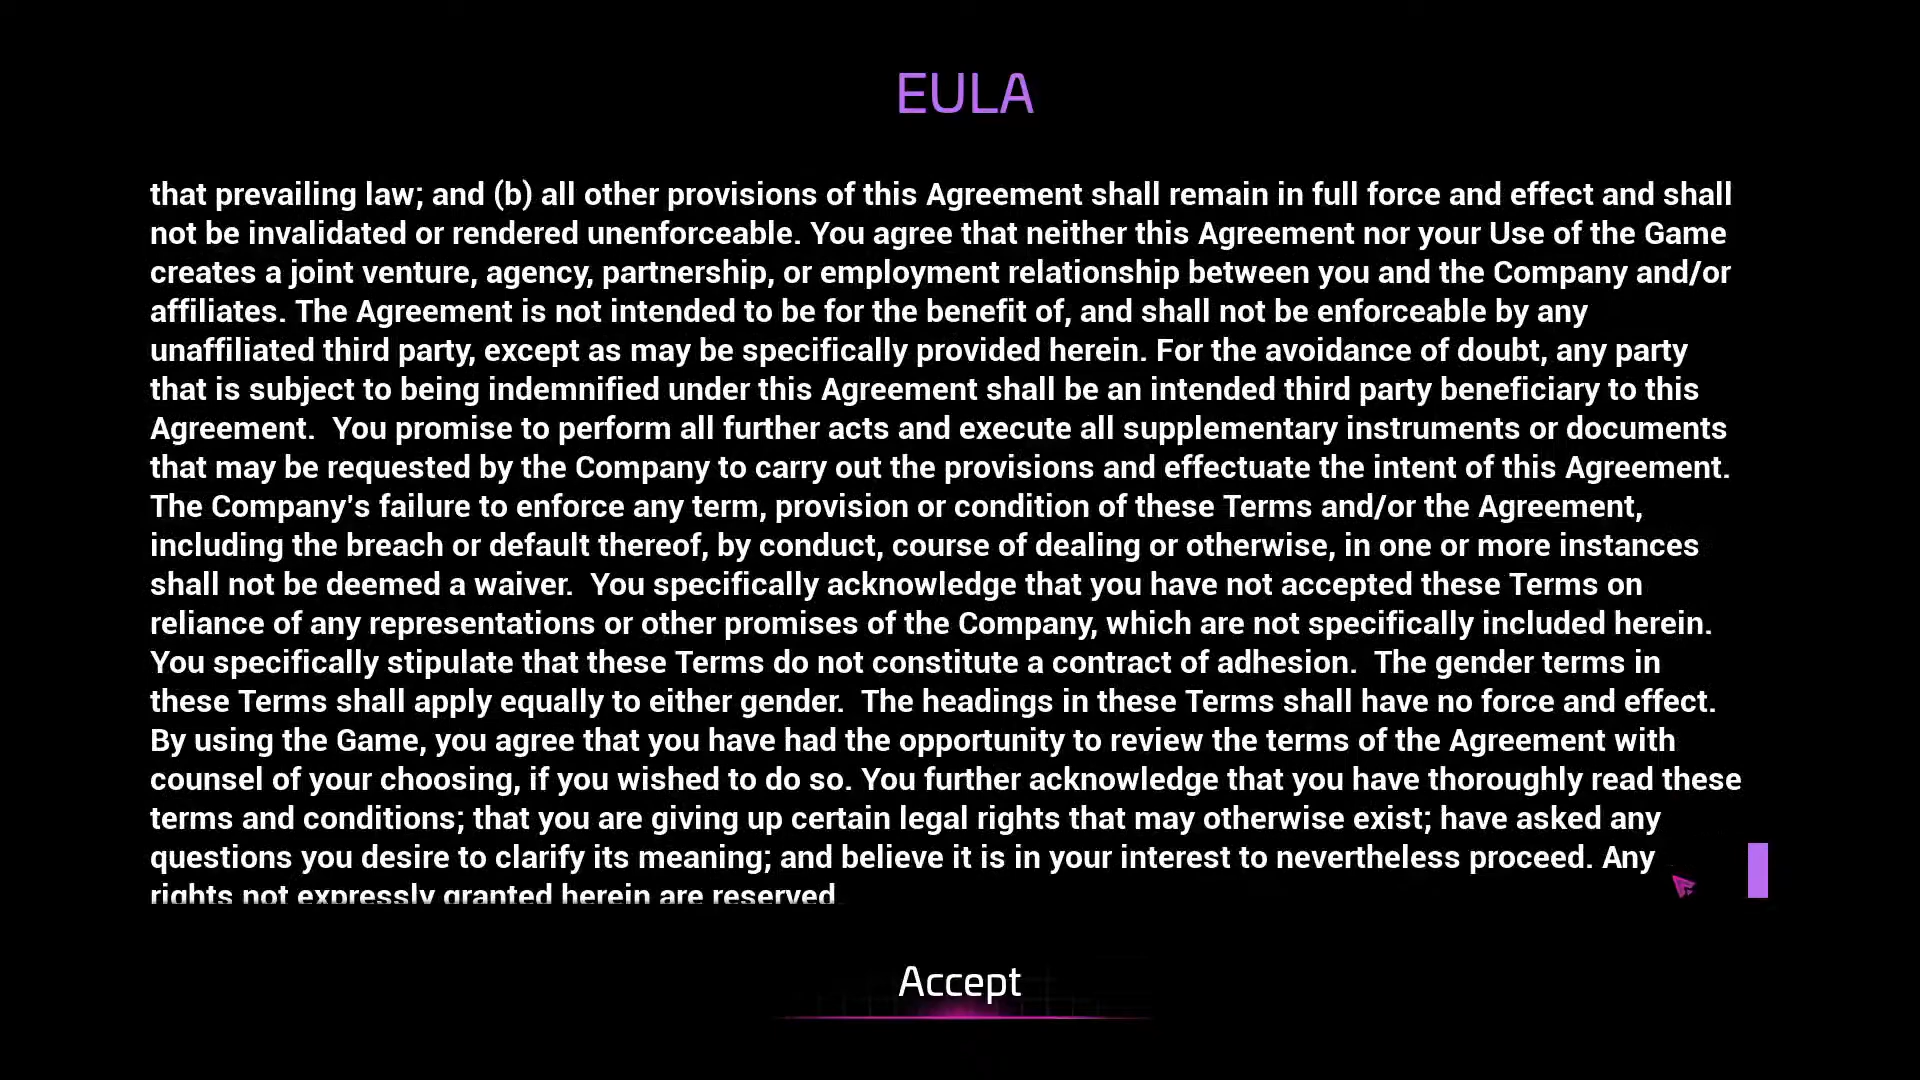 EULA
that prevailing law; and (b) all other provisions of this Agreement shall remain in full force and effect and shall
not be invalidated or rendered unenforceable. You agree that neither this Agreement nor your Use of the Game
creates a joint venture, agency, partnership, or employment relationship between you and the Company and/or
affiliates. The Agreement is not intended to be for the benefit of, and shall not be enforceable by any
unaffiliated third party, except as may be specifically provided herein. For the avoidance of doubt, any party
that is subject to being indemnified under this Agreement shall be an intended third party beneficiary to this
Agreement.  You promise to perform all further acts and execute all supplementary instruments or documents
that may be requested by the Company to carry out the provisions and effectuate the intent of this Agreement.
The Company's failure to enforce any term, provision or condition of these Terms and/or the Agreement,
including the breach or default thereof, by conduct, course of dealing or otherwise, in one or more instances
shall not be deemed a waiver.  You specifically acknowledge that you have not accepted these Terms on
reliance of any representations or other promises of the Company, which are not specifically included herein.
You specifically stipulate that these Terms do not constitute a contract of adhesion.  The gender terms in
these Terms shall apply equally to either gender.  The headings in these Terms shall have no force and effect.
By using the Game, you agree that you have had the opportunity to review the terms of the Agreement with
counsel of your choosing, if you wished to do so. You further acknowledge that you have thoroughly read these
terms and conditions; that you are giving up certain legal rights that may otherwise exist; have asked any
questions you desire to clarify its meaning; and believe it is in your interest to nevertheless proceed. Any
rights not expressly granted herein are reserved.
Accept